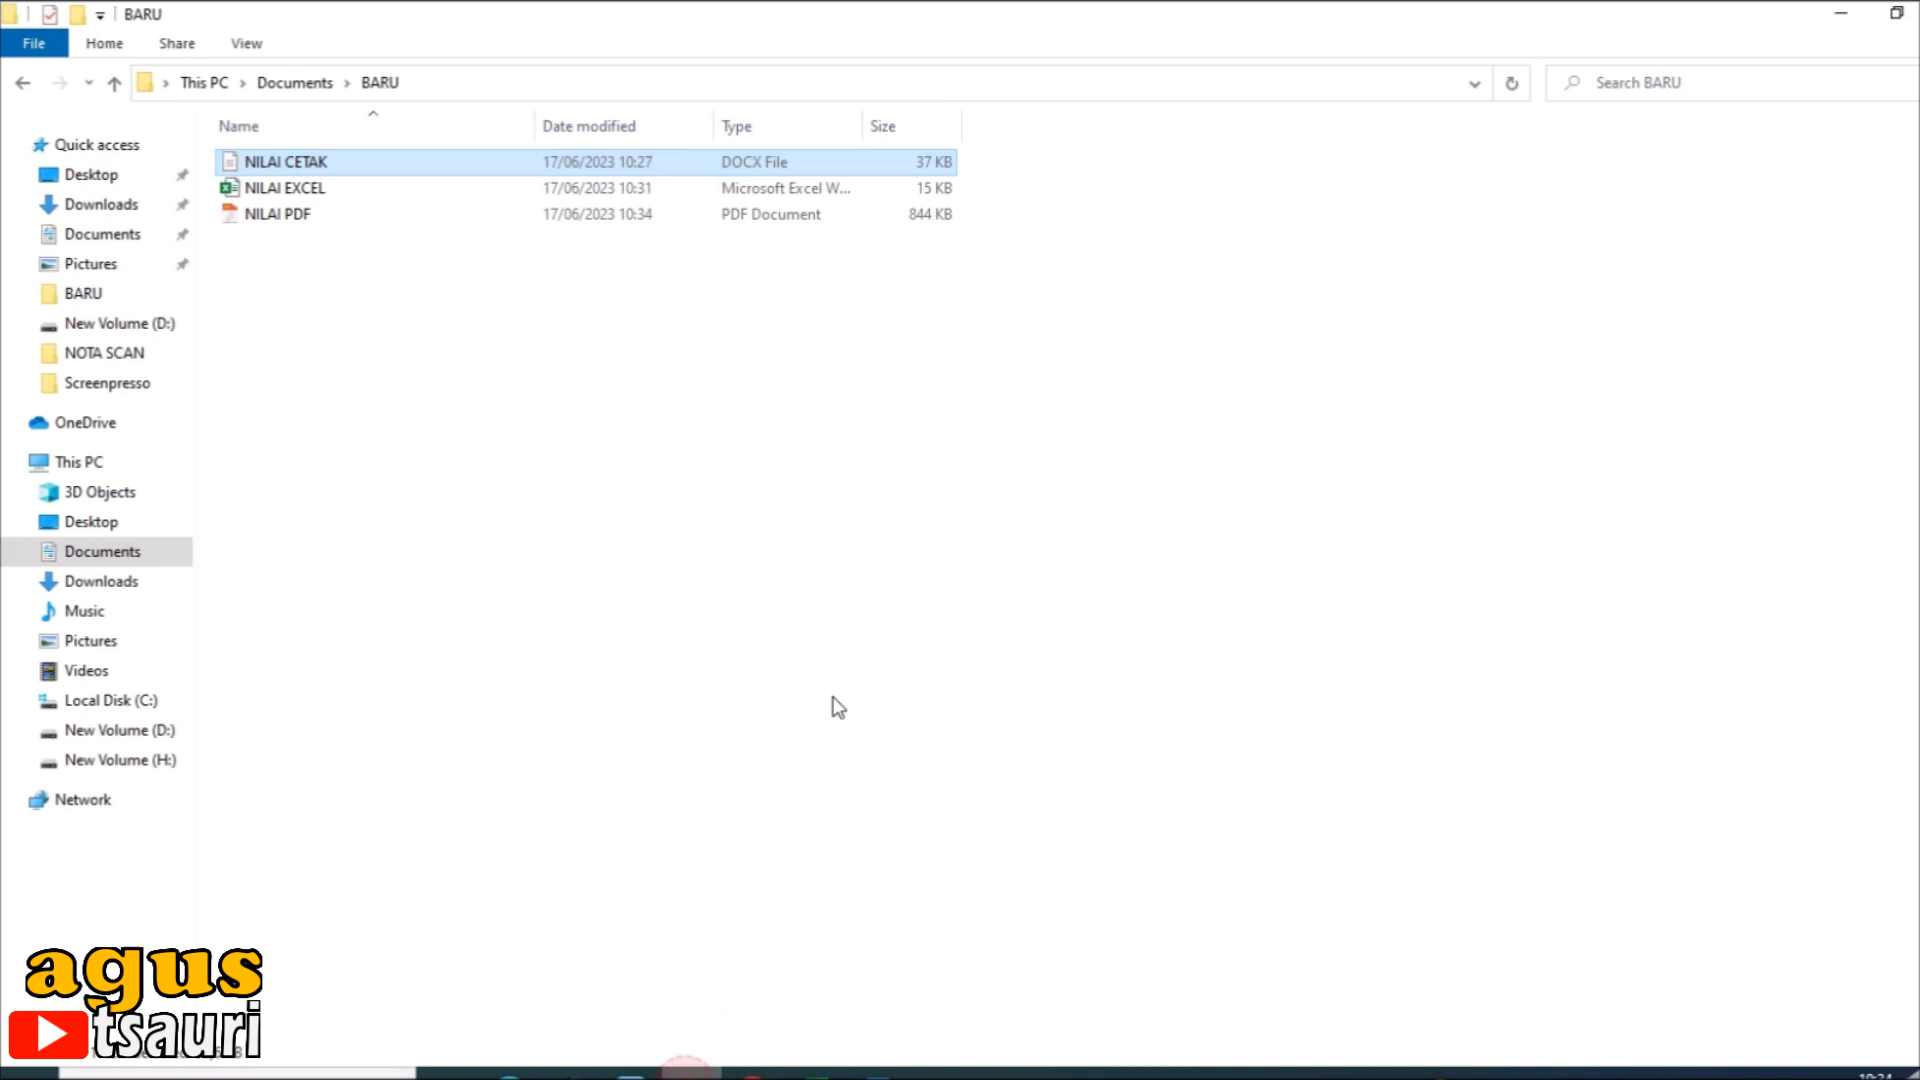 BARU
File Home Share View
This PC Documents BARU Search BARU
Name Date modified Type Size
NILAI CETAK 17/06/2023 10:27 DOCX File 37 KB
NILAI EXCEL 17/06/2023 10:31 Microsoft Excel W... 15 KB
NILAI PDF 17/06/2023 10:34 PDF Document 844 KB
Quick access
Desktop
Downloads
Documents
Pictures
BARU
New Volume (D:)
NOTA SCAN
Screenpresso
OneDrive
This PC
3D Objects
Desktop
Documents
Downloads
Music
Pictures
Videos
Local Disk (C:)
New Volume (D:)
New Volume (H:)
Network
agus
tsauri